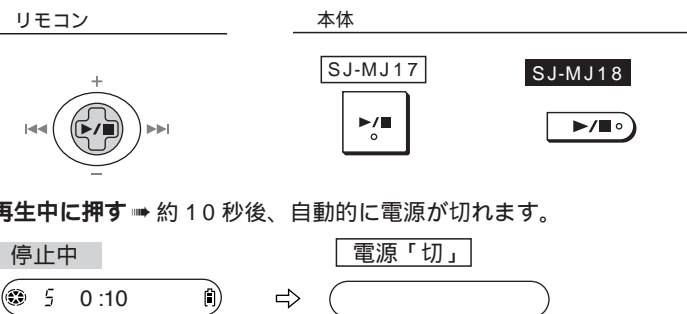 リモコン
本体
SJ-MJ17
SJ-MJ18
+
⏮ ▶/■ ⏭
−
▶/■
▶/■
再生中に押す ➠ 約10秒後、自動的に電源が切れます。
停止中
電源「切」
5 0:10